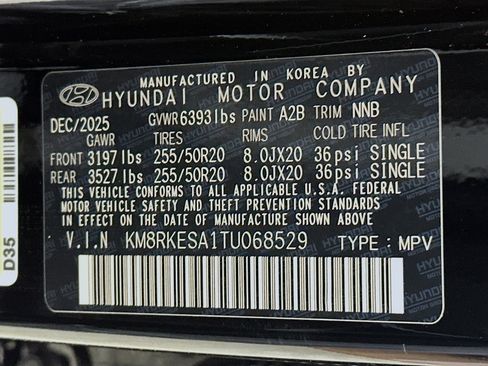 MANUFACTURED IN KOREA BY
HYUNDAI MOTOR COMPANY
DEC/2025 GVWR 6393lbs PAINT A2B TRIM NNB
GAWR TIRES RIMS COLD TIRE INFL
FRONT 3197 lbs 255/50R20 8.0JX20 36psi SINGLE
REAR 3527 lbs 255/50R20 8.0JX20 36psi SINGLE
THIS VEHICLE CONFORMS TO ALL APPLICABLE U.S.A. FEDERAL
MOTOR VEHICLE SAFETY,BUMPER AND THEFT PREVENTION STANDARDS
IN EFFECT ON THE DATE OF MANUFACTURE SHOWN ABOVE
V.I.N KM8RKESA1TU068529 TYPE : MPV
D35